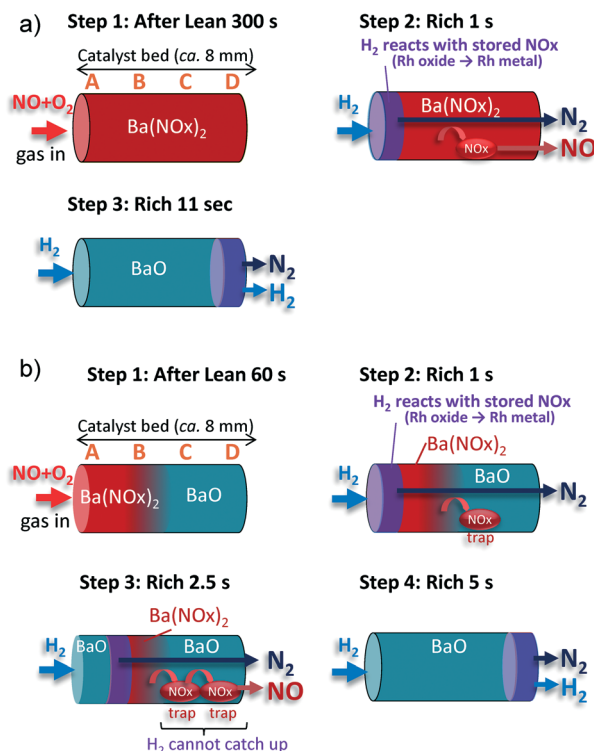 a)
Step 1: After Lean 300 s
Catalyst bed (ca. 8 mm)
A B C D
NO+O₂
gas in
Ba(NOx)₂
Step 2: Rich 1 s
H₂ reacts with stored NOx
(Rh oxide → Rh metal)
H₂
Ba(NOx)₂
N₂
NOx
NO
Step 3: Rich 11 sec
H₂
BaO
N₂
H₂
b)
Step 1: After Lean 60 s
Catalyst bed (ca. 8 mm)
A B C D
NO+O₂
gas in
Ba(NOx)₂
BaO
Step 2: Rich 1 s
H₂ reacts with stored NOx
(Rh oxide → Rh metal)
Ba(NOx)₂
H₂
BaO
N₂
NOx
trap
Step 3: Rich 2.5 s
Ba(NOx)₂
H₂
BaO
BaO
N₂
NOx NOx
NO
trap trap
H₂ cannot catch up
Step 4: Rich 5 s
H₂
BaO
N₂
H₂